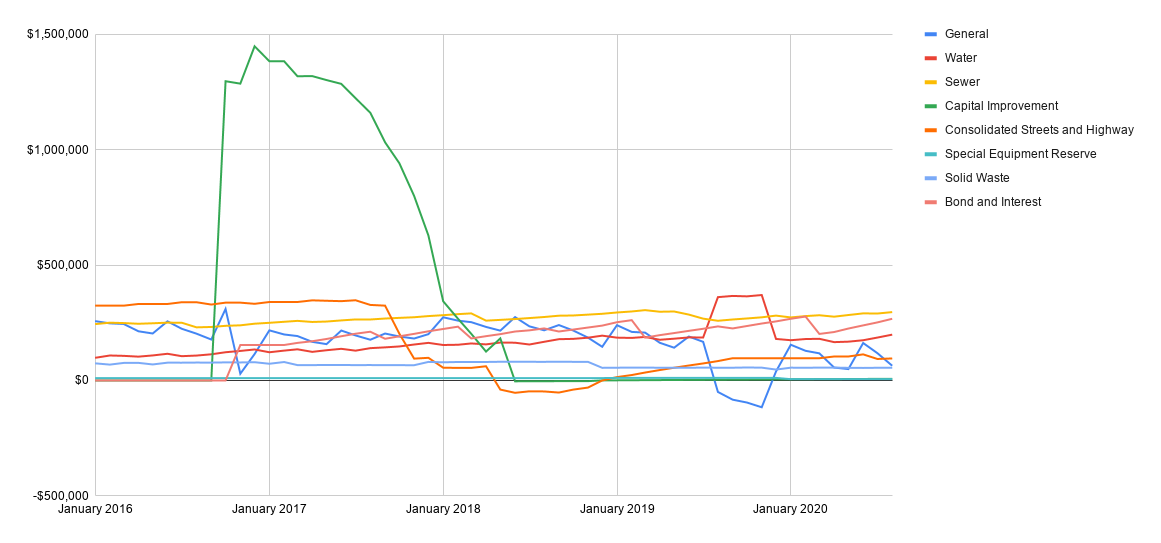 $1,500,000
$1,000,000
$500,000
$0
-$500,000
January 2016
January 2017
January 2018
January 2019
January 2020
General
Water
Sewer
Capital Improvement
Consolidated Streets and Highway
Special Equipment Reserve
Solid Waste
Bond and Interest